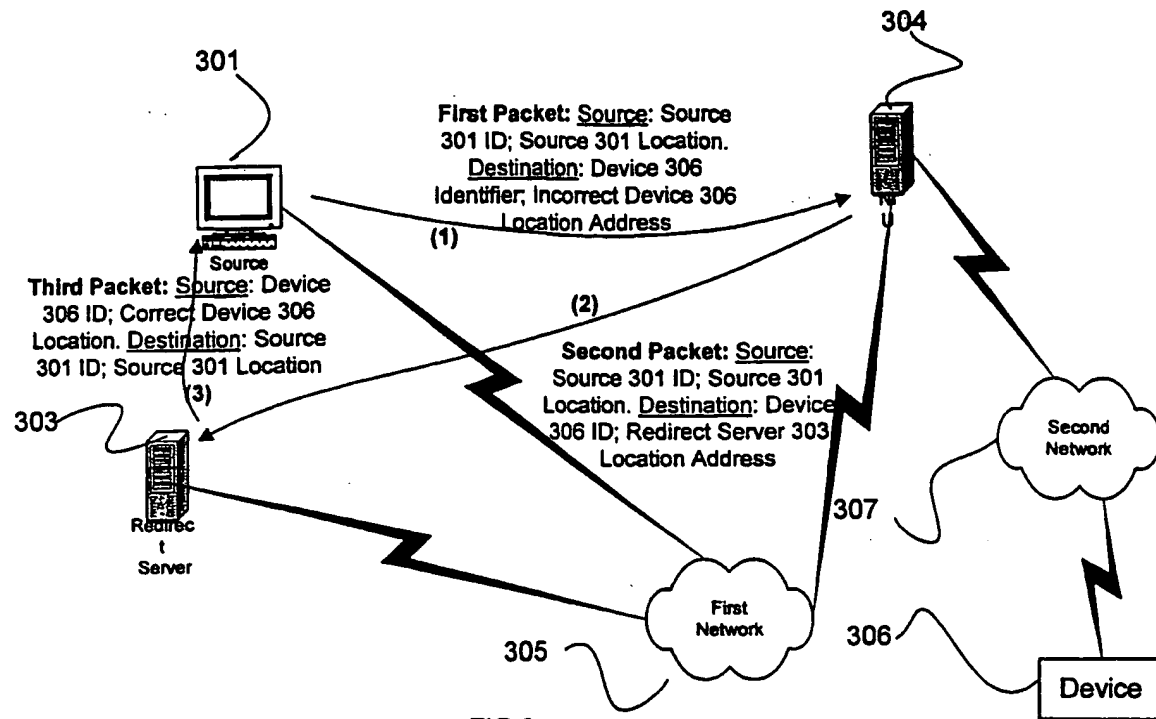 304
301
First Packet: Source: Source
301 ID; Source 301 Location.
Destination: Device 306
Identifier; Incorrect Device 306
Location Address
(1)
U
Source
Third Packet: Source: Device
306 ID; Correct Device 306
Location. Destination: Source
301 ID; Source 301 Location
(3)
(2)
Second Packet: Source:
Source 301 ID; Source 301
Location. Destination: Device
306 ID; Redirect Server 303
Location Address
303
Redirec
t
Server
Second
Network
307
First
Network
305
306
Device